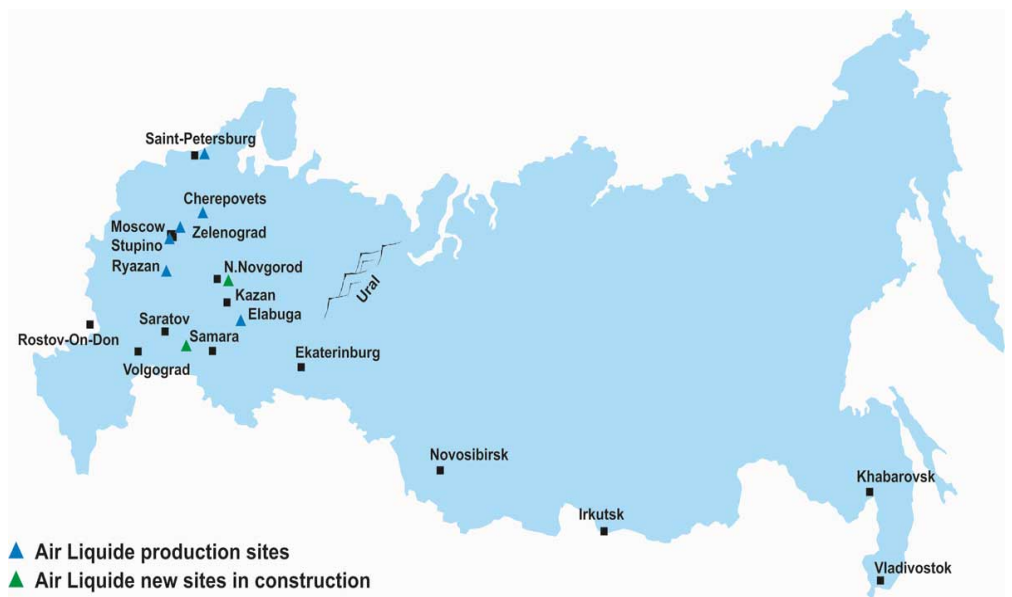 Saint-Petersburg
Cherepovets
Moscow
Zelenograd
Stupino
Ryazan
N.Novgorod
Ural
Kazan
Elabuga
Saratov
Samara
Rostov-On-Don
Ekaterinburg
Volgograd
Novosibirsk
Khabarovsk
Irkutsk
Air Liquide production sites
Vladivostok
Air Liquide new sites in construction